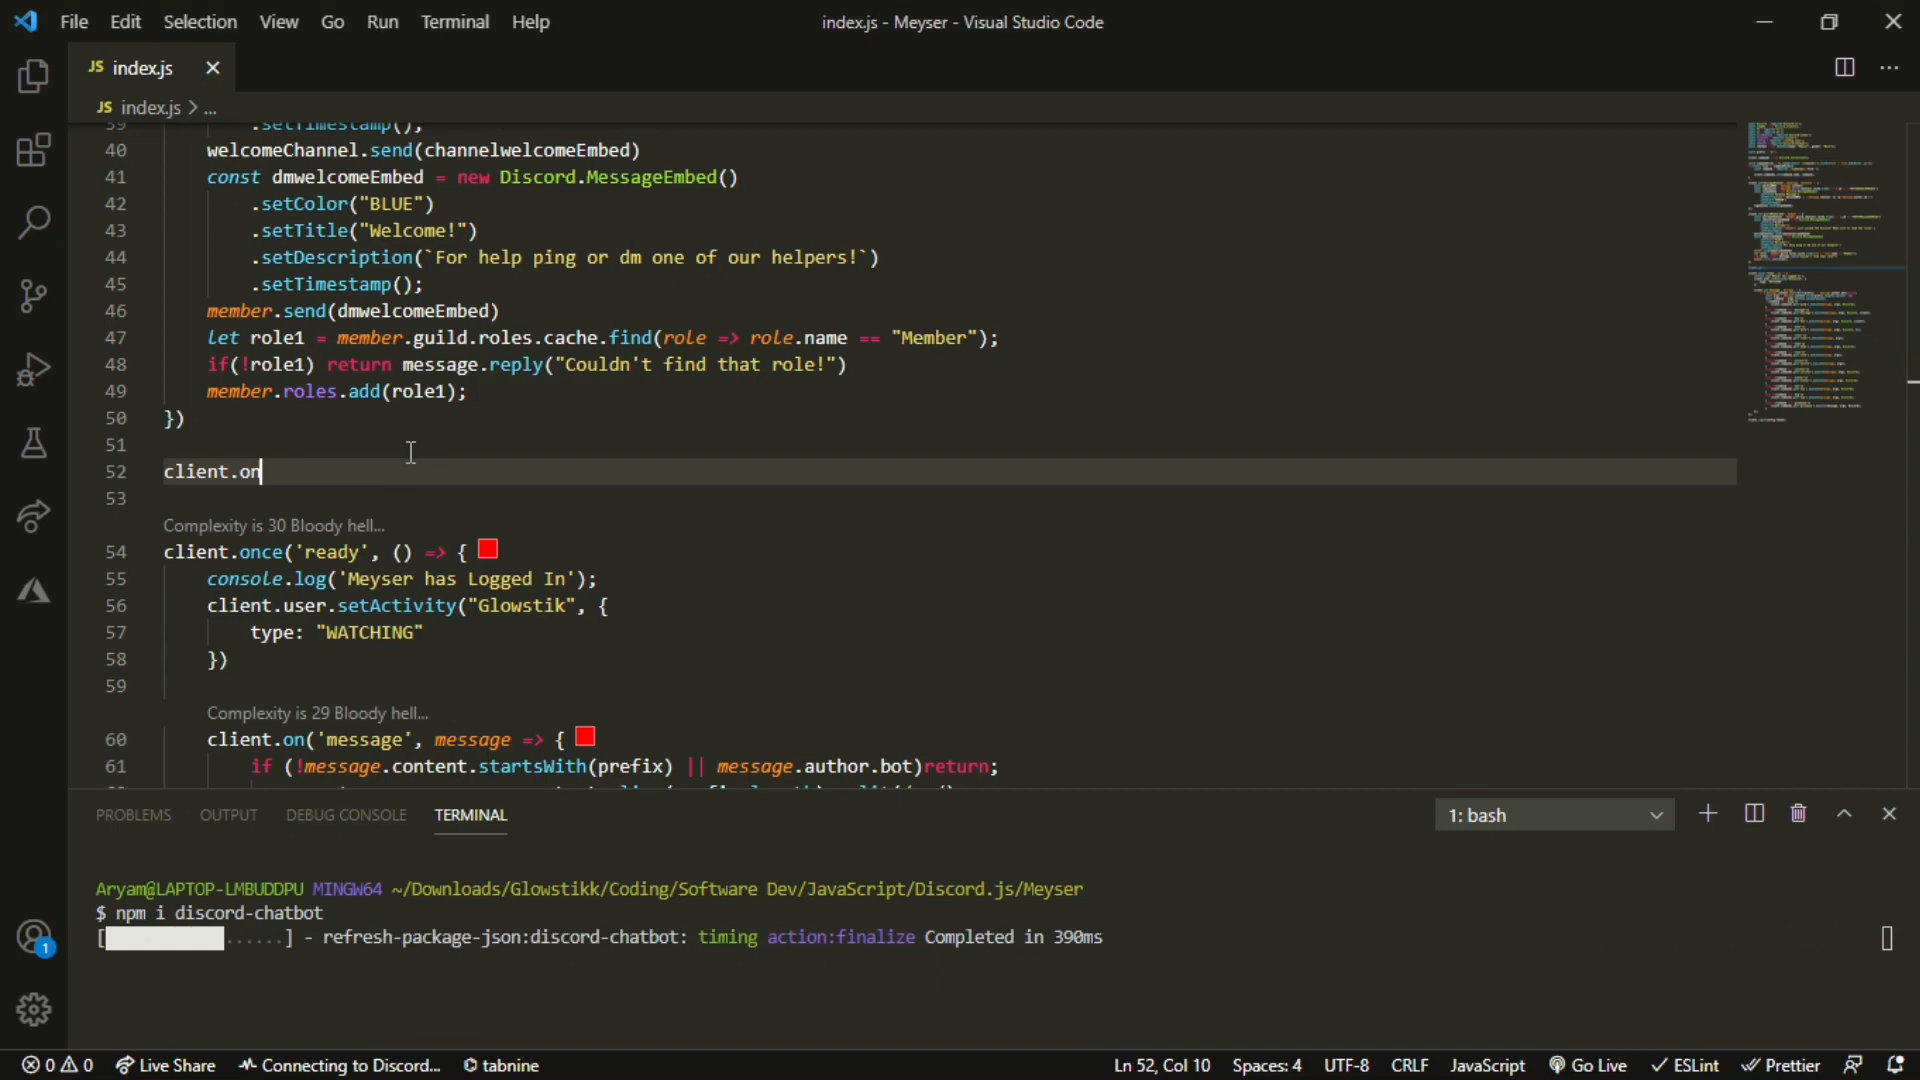 File Edit Selection View Go Run Terminal Help
index.js - Meyser - Visual Studio Code
JS index.js
JS index.js > ...
39 .setTimestamp();
40 welcomeChannel.send(channelwelcomeEmbed)
41 const dmwelcomeEmbed = new Discord.MessageEmbed()
42 .setColor("BLUE")
43 .setTitle("Welcome!")
44 .setDescription(`For help ping or dm one of our helpers!`)
45 .setTimestamp();
46 member.send(dmwelcomeEmbed)
47 let role1 = member.guild.roles.cache.find(role => role.name == "Member");
48 if(!role1) return message.reply("Couldn't find that role!")
49 member.roles.add(role1);
50 })
51
52 client.on
53
Complexity is 30 Bloody hell...
54 client.once('ready', () => {
55 console.log('Meyser has Logged In');
56 client.user.setActivity("Glowstik", {
57 type: "WATCHING"
58 })
59
Complexity is 29 Bloody hell...
60 client.on('message', message => {
61 if (!message.content.startsWith(prefix) || message.author.bot)return;
PROBLEMS OUTPUT DEBUG CONSOLE TERMINAL 1: bash
Aryam@LAPTOP-LMBUDDPU MINGW64 ~/Downloads/Glowstikk/Coding/Software Dev/JavaScript/Discord.js/Meyser
$ npm i discord-chatbot
[ ......] - refresh-package-json:discord-chatbot: timing action:finalize Completed in 390ms
1
0 0 Live Share Connecting to Discord... tabnine Ln 52, Col 10 Spaces: 4 UTF-8 CRLF JavaScript Go Live ESLint Prettier